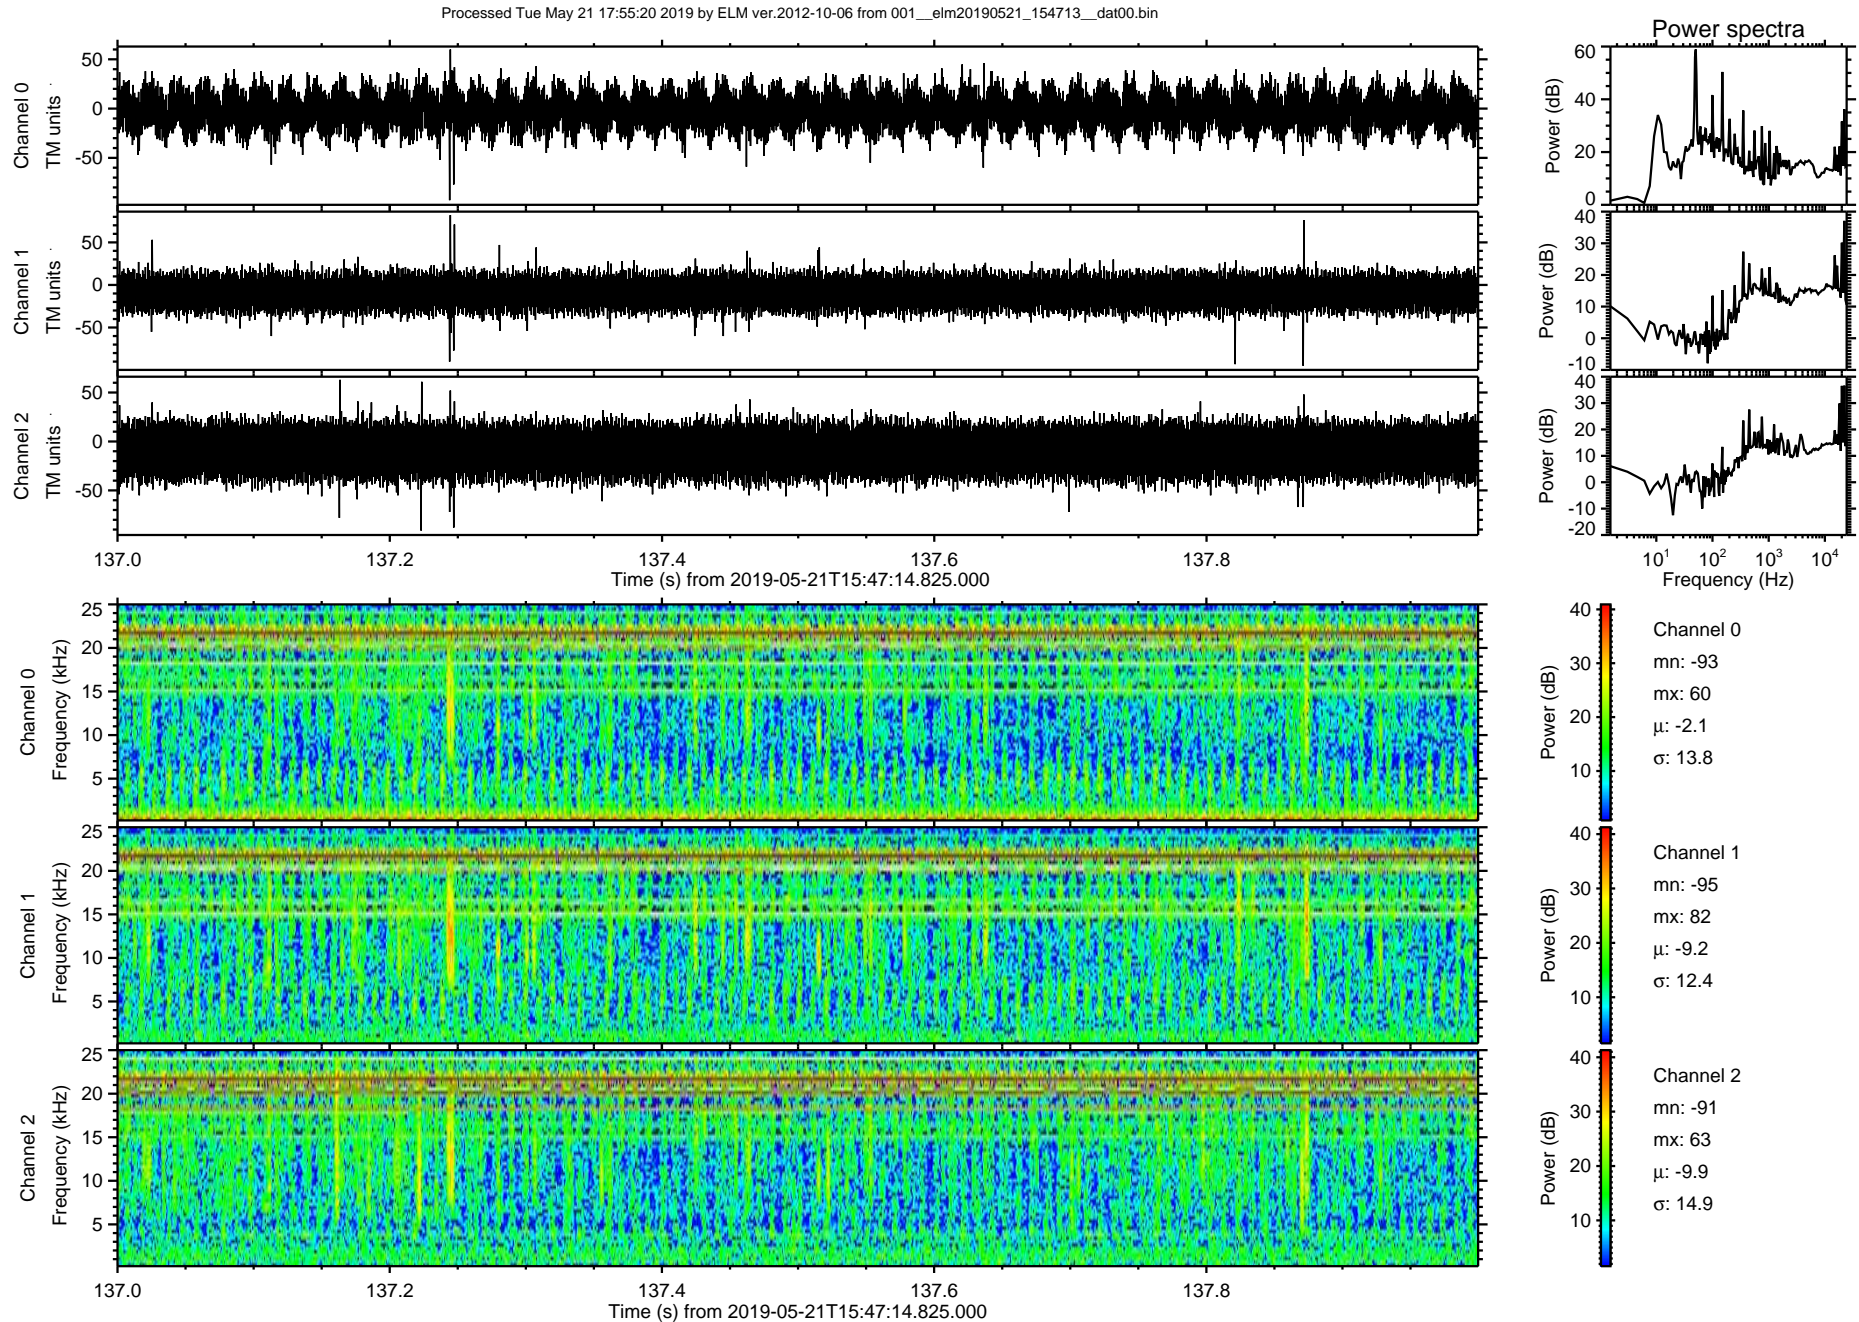 Processed Tue May 21 17:55:20 2019 by ELM ver.2012-10-06 from 001__elm20190521_154713__dat00.bin
Power spectra
Channel 0
TM units
50
0
-50
Power (dB)
60
40
20
0
Channel 1
TM units
50
0
-50
Power (dB)
40
30
20
10
0
-10
Channel 2
TM units
50
0
-50
Power (dB)
40
30
20
10
0
-10
-20
137.0 137.2 137.4 137.6 137.8
Time (s) from 2019-05-21T15:47:14.825.000
10^1 10^2 10^3 10^4
Frequency (Hz)
Channel 0
Frequency (kHz)
25
20
15
10
5
Power (dB)
40
30
20
10
Channel 0
mn: -93
mx: 60
μ: -2.1
σ: 13.8
Channel 1
Frequency (kHz)
25
20
15
10
5
Power (dB)
40
30
20
10
Channel 1
mn: -95
mx: 82
μ: -9.2
σ: 12.4
Channel 2
Frequency (kHz)
25
20
15
10
5
Power (dB)
40
30
20
10
Channel 2
mn: -91
mx: 63
μ: -9.9
σ: 14.9
137.0 137.2 137.4 137.6 137.8
Time (s) from 2019-05-21T15:47:14.825.000